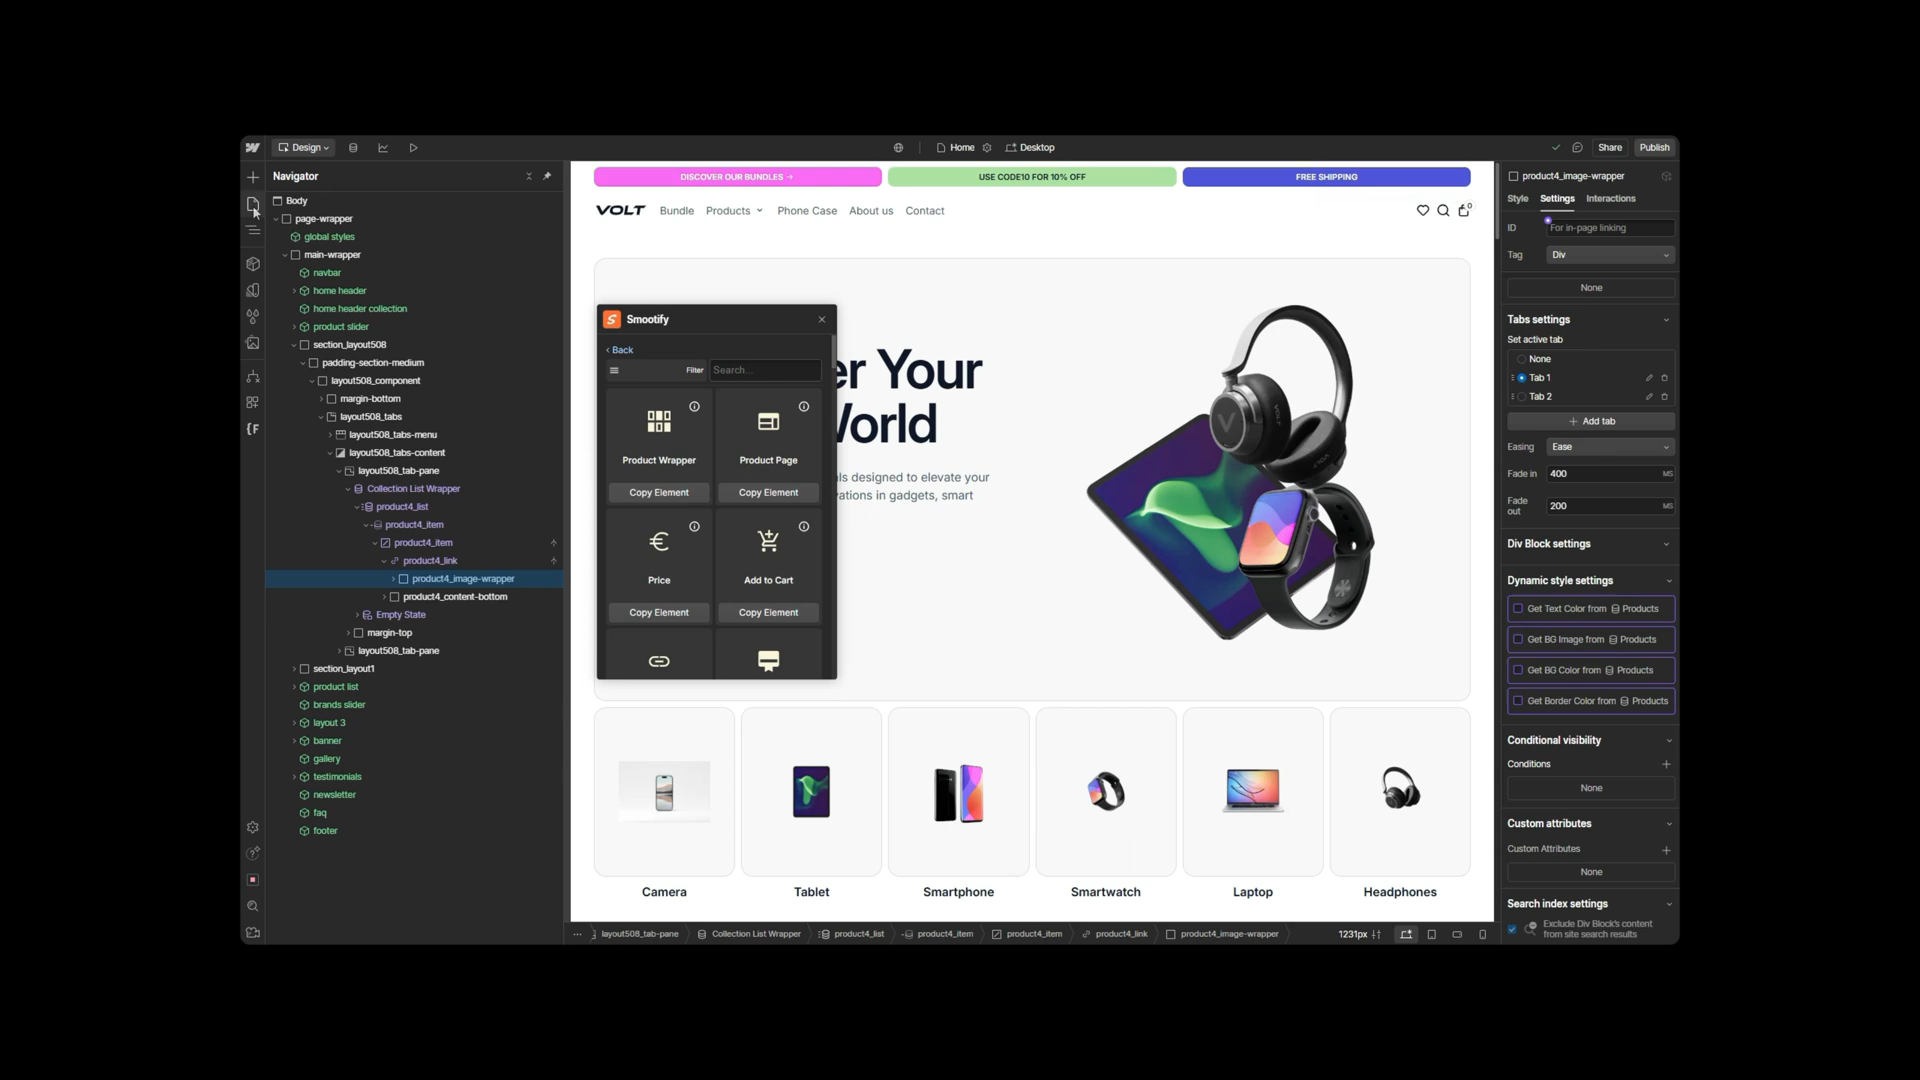 Design
Home
Desktop
Share
Publish
Navigator
Body
page-wrapper
global styles
main-wrapper
navbar
home header
home header collection
product slider
section_layout508
padding-section-medium
layout508_component
margin-bottom
layout508_tabs
layout508_tabs-menu
layout508_tabs-content
layout508_tab-pane
Collection List Wrapper
product4_list
product4_item
product4_item
product4_link
product4_image-wrapper
product4_content-bottom
Empty State
margin-top
layout508_tab-pane
section_layout1
product list
brands slider
layout 3
banner
gallery
testimonials
newsletter
faq
footer
DISCOVER OUR BUNDLES →
USE CODE10 FOR 10% OFF
FREE SHIPPING
VOLT
Bundle
Products
Phone Case
About us
Contact
0
er Your
World
ls designed to elevate your
vations in gadgets, smart
Smootify
Back
Filter
Search...
Product Wrapper
Copy Element
Product Page
Copy Element
Price
Copy Element
Add to Cart
Copy Element
Camera
Tablet
Smartphone
Smartwatch
Laptop
Headphones
layout508_tab-pane
Collection List Wrapper
product4_list
product4_item
product4_item
product4_link
product4_image-wrapper
1231px
product4_image-wrapper
Style
Settings
Interactions
ID
For in-page linking
Tag
Div
None
Tabs settings
Set active tab
None
Tab 1
Tab 2
Add tab
Easing
Ease
Fade in
400
MS
Fade out
200
MS
Div Block settings
Dynamic style settings
Get Text Color from Products
Get BG Image from Products
Get BG Color from Products
Get Border Color from Products
Conditional visibility
Conditions
None
Custom attributes
Custom Attributes
None
Search index settings
Exclude Div Block's content
from site search results